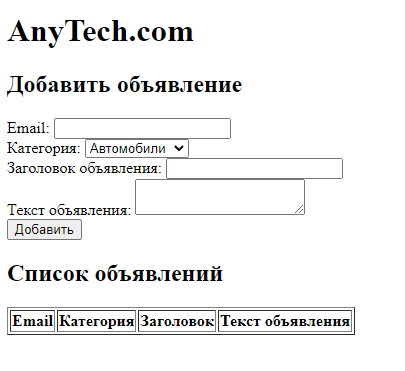 AnyTech.com
Добавить объявление
Email:
Категория: Автомобили
Заголовок объявления:
Текст объявления:
Добавить
Список объявлений
Email Категория Заголовок Текст объявления